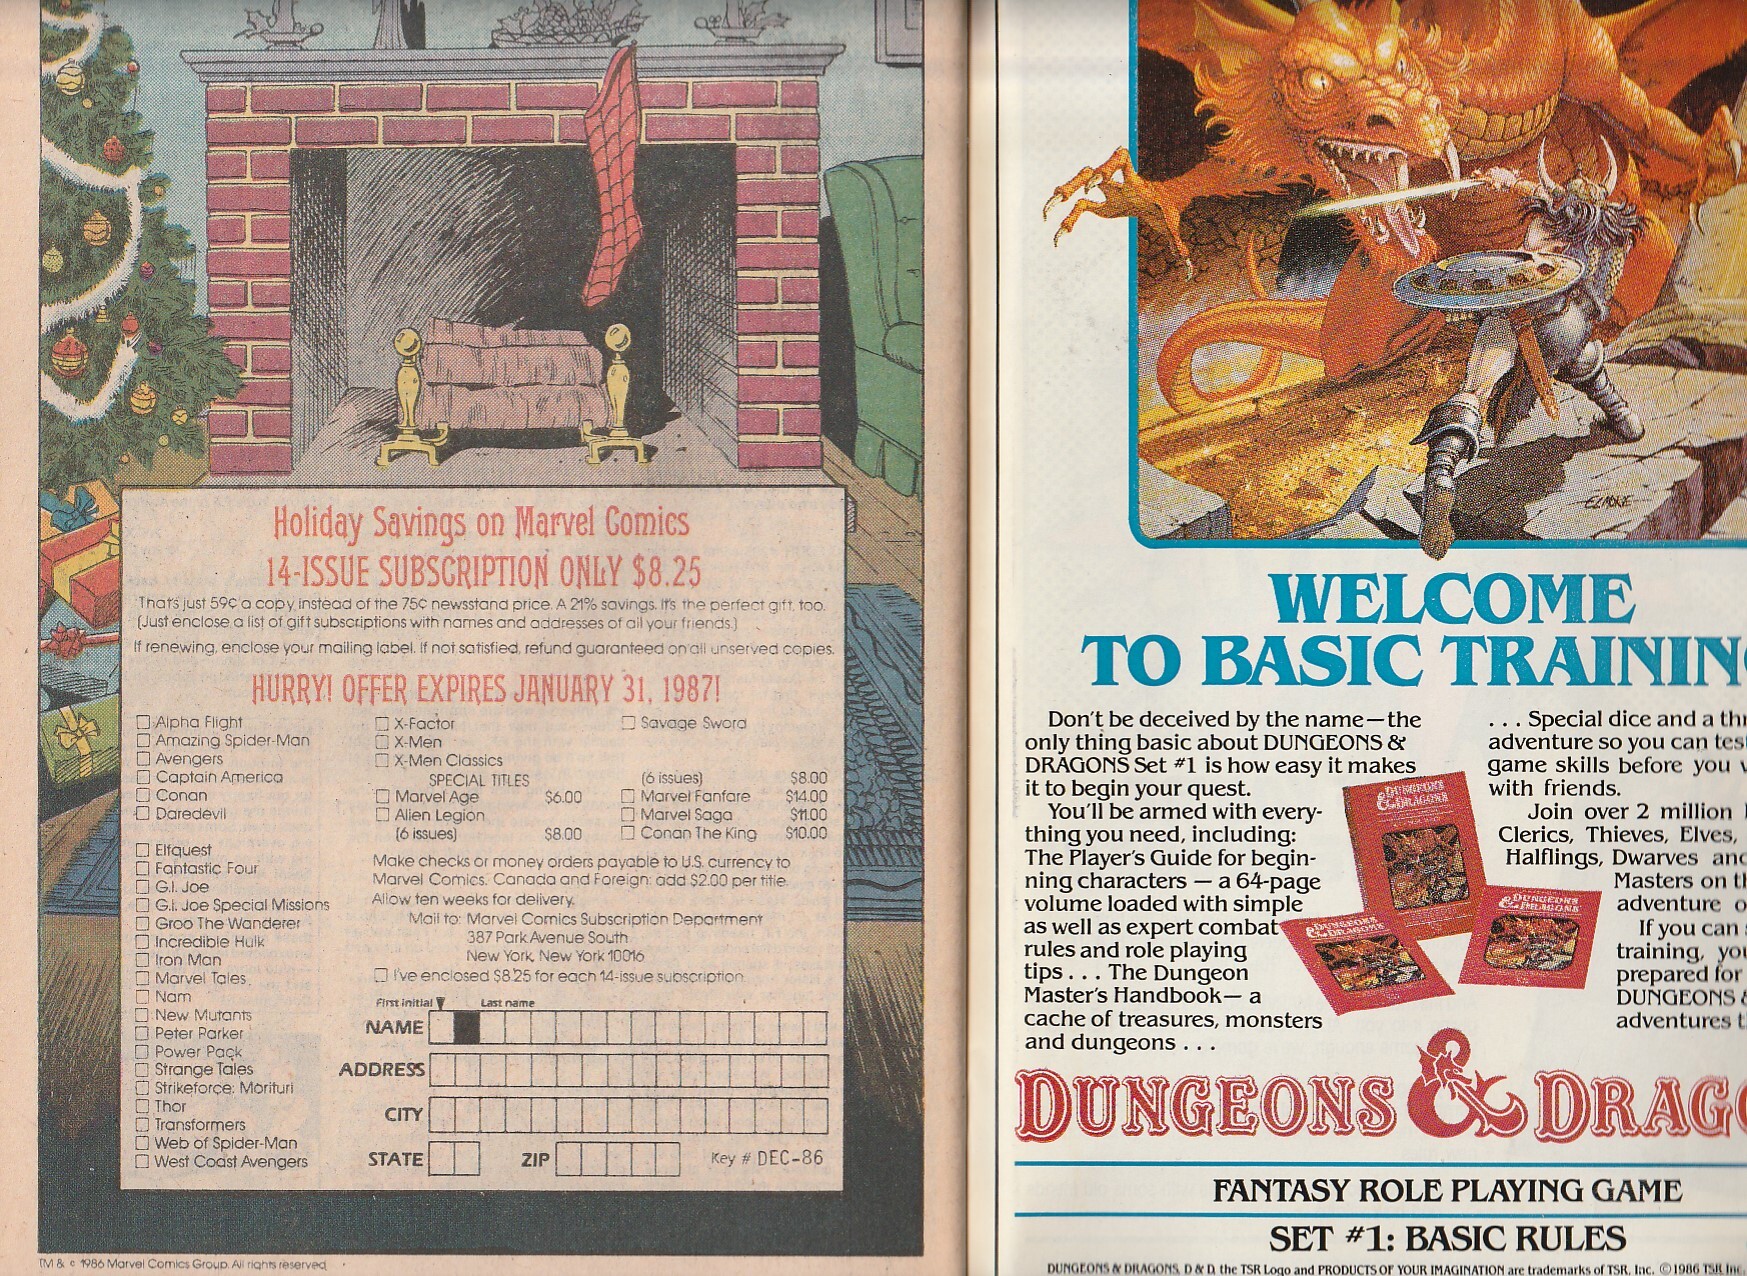 Holiday Savings on Marvel Comics
14-ISSUE SUBSCRIPTION ONLY $8.25
That's just 59¢ a copy instead of the 75¢ newsstand price. A 21% savings. It's the perfect gift, too.
(Just enclose a list of gift subscriptions with names and addresses of all your friends.)
If renewing, enclose your mailing label. If not satisfied, refund guaranteed on all unserved copies.
HURRY! OFFER EXPIRES JANUARY 31, 1987!
Alpha Flight
Amazing Spider-Man
Avengers
Captain America
Conan
Daredevil
Elfquest
Fantastic Four
G.I. Joe
G.I. Joe Special Missions
Groo The Wanderer
Incredible Hulk
Iron Man
Marvel Tales
Nam
New Mutants
Peter Parker
Power Pack
Strange Tales
Strikeforce: Morituri
Thor
Transformers
Web of Spider-Man
West Coast Avengers
X-Factor
X-Men
X-Men Classics
Savage Sword
SPECIAL TITLES
Marvel Age $6.00
Alien Legion
(6 issues) $8.00
(6 issues) $8.00
Marvel Fanfare $14.00
Marvel Saga $11.00
Conan The King $10.00
Make checks or money orders payable to U.S. currency to
Marvel Comics. Canada and Foreign: add $2.00 per title.
Allow ten weeks for delivery.
Mail to: Marvel Comics Subscription Department
387 Park Avenue South
New York, New York 10016
I've enclosed $8.25 for each 14-issue subscription.
First initial Last name
NAME
ADDRESS
CITY
STATE ZIP Key # DEC-86
TM & © 1986 Marvel Comics Group. All rights reserved.
ELMORE
WELCOME
TO BASIC TRAININ
Don't be deceived by the name—the
only thing basic about DUNGEONS &
DRAGONS Set #1 is how easy it makes
it to begin your quest.
You'll be armed with every-
thing you need, including:
The Player's Guide for begin-
ning characters — a 64-page
volume loaded with simple
as well as expert combat
rules and role playing
tips . . . The Dungeon
Master's Handbook— a
cache of treasures, monsters
and dungeons . . .
. . . Special dice and a th
adventure so you can tes
game skills before you
with friends.
Join over 2 million
Clerics, Thieves, Elves,
Halflings, Dwarves and
Masters on th
adventure o
If you can
training, you
prepared for
DUNGEONS &
adventures t
DUNGEONS & DRAGONS
DUNGEONS & DRAGONS
DUNGEONS & DRAGONS
DUNGEONS & DRAGO
FANTASY ROLE PLAYING GAME
SET #1: BASIC RULES
DUNGEONS & DRAGONS, D & D, the TSR Logo and PRODUCTS OF YOUR IMAGINATION are trademarks of TSR, Inc. © 1986 TSR Inc.